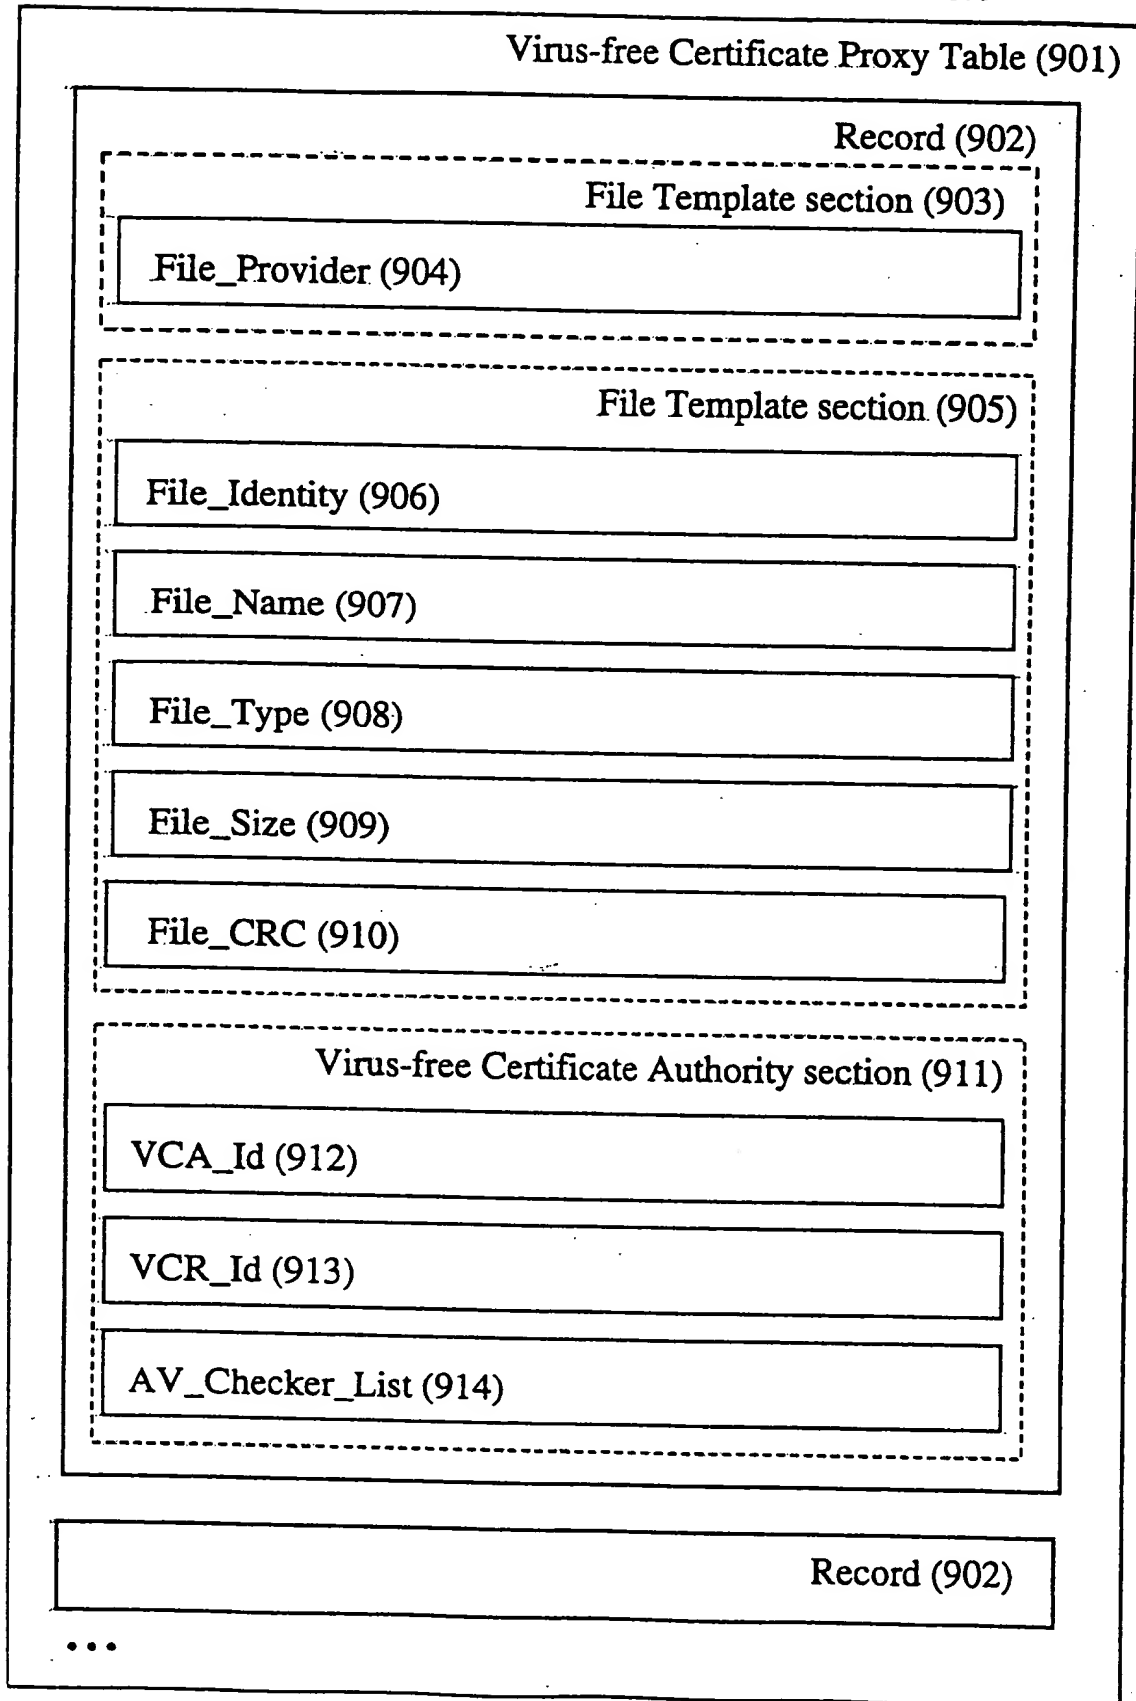 Virus-free Certificate Proxy Table (901)
Record (902)
File Template section (903)
File_Provider (904)
File Template section (905)
File_Identity (906)
File_Name (907)
File_Type (908)
File_Size (909)
File_CRC (910)
Virus-free Certificate Authority section (911)
VCA_Id (912)
VCR_Id (913)
AV_Checker_List (914)
Record (902)
...